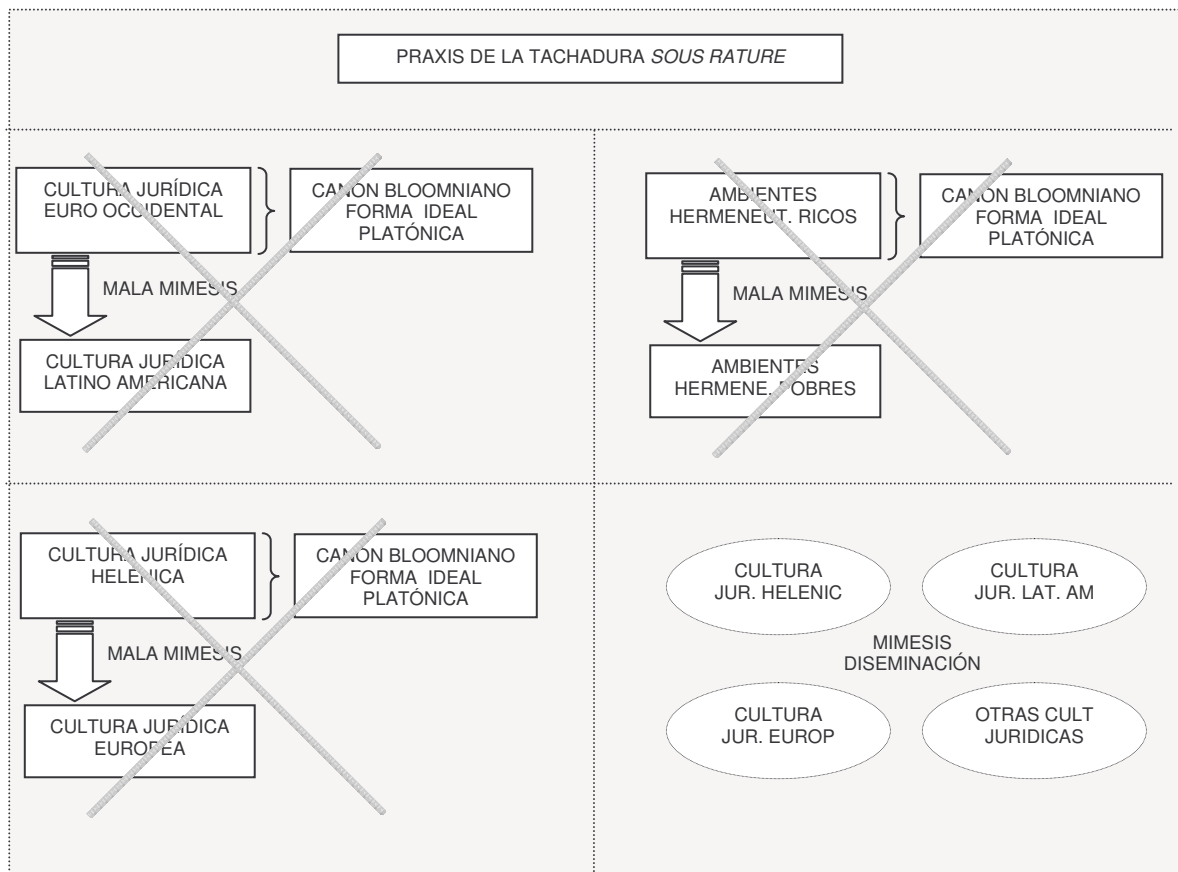 PRAXIS DE LA TACHADURA SOUS RATURE
CULTURA JURÍDICA
EURO OCCIDENTAL
CANON BLOOMNIANO
FORMA IDEAL
PLATÓNICA
MALA MIMESIS
CULTURA JURÍDICA
LATINO AMERICANA
AMBIENTES
HERMENEUT. RICOS
CANON BLOOMNIANO
FORMA IDEAL
PLATÓNICA
MALA MIMESIS
AMBIENTES
HERMENE. POBRES
CULTURA JURÍDICA
HELENICA
CANON BLOOMNIANO
FORMA IDEAL
PLATÓNICA
MALA MIMESIS
CULTURA JURÍDICA
EUROPEA
CULTURA
JUR. HELENIC
CULTURA
JUR. LAT. AM
MIMESIS
DISEMINACIÓN
CULTURA
JUR. EUROP
OTRAS CULT
JURIDICAS